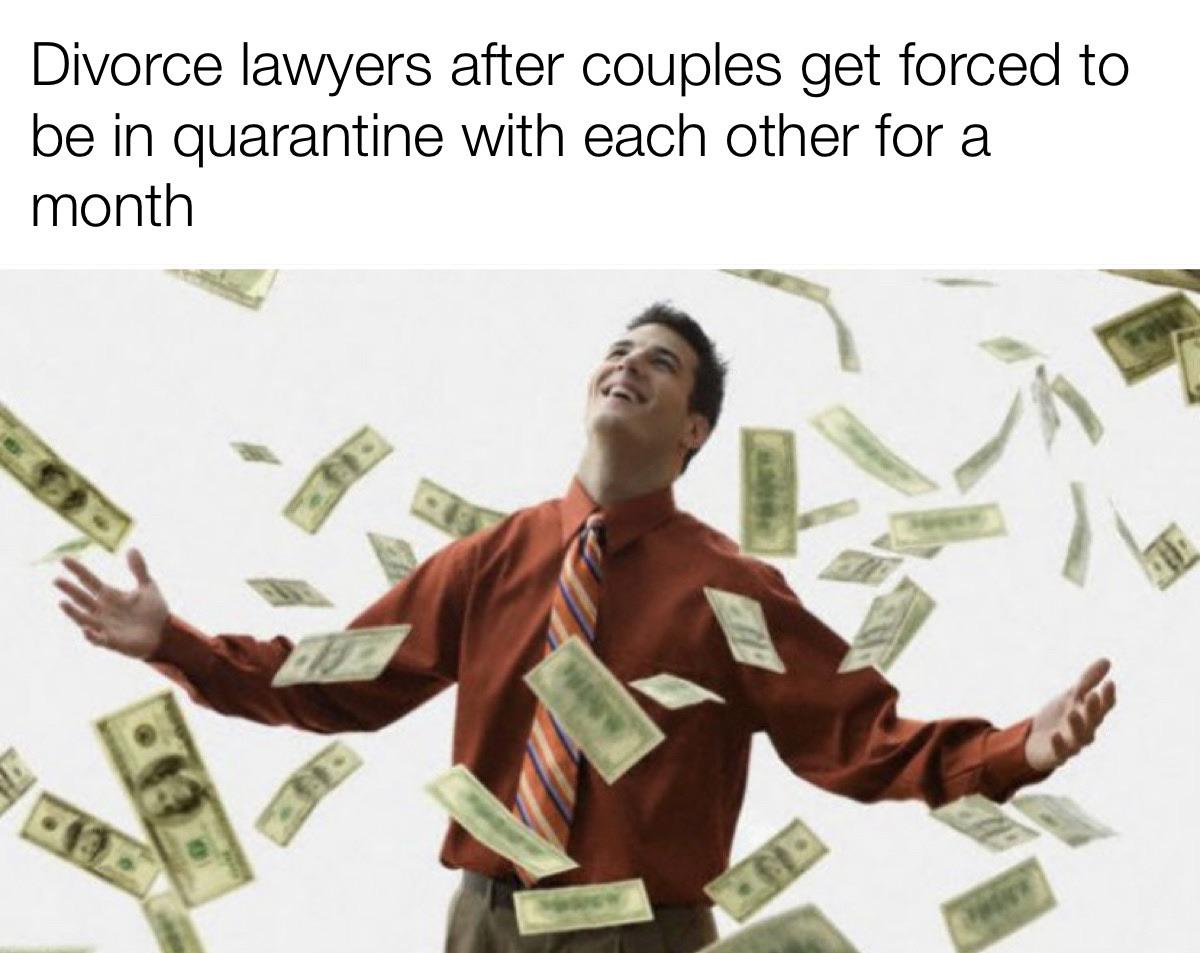 Divorce lawyers after couples get forced to
be in quarantine with each other for a
month